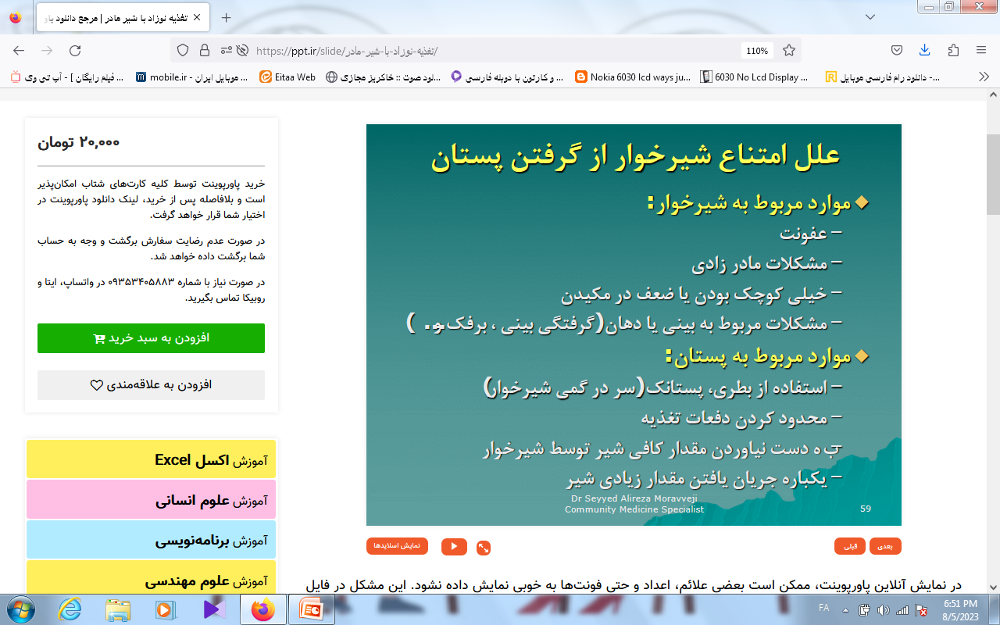 تغذیه نوزاد با شیر مادر | مرجع دانلود پاو
https://ppt.ir/slide/تغذیه-نوزاد-با-شیر-مادر/
110%
فیلم رایگان ] - آپ تی وی ...
mobile.ir - موبایل ایران ...
Eitaa Web
...لود صوت :: خاکریز مجازی
و کارتون با دوبله فارسی ...
Nokia 6030 lcd ways ju...
6030 No Lcd Display ...
دانلود رام فارسی موبایل -...
علل امتناع شیرخوار از گرفتن پستان
موارد مربوط به شیرخوار:
– عفونت
– مشکلات مادر زادی
– خیلی کوچک بودن یا ضعف در مکیدن
– مشکلات مربوط به بینی یا دهان(گرفتگی بینی ، برفک و.. )
موارد مربوط به پستان:
– استفاده از بطری، پستانک(سر در گمی شیرخوار)
– محدود کردن دفعات تغذیه
– به دست نیاوردن مقدار کافی شیر توسط شیرخوار
– یکباره جریان یافتن مقدار زیادی شیر
Dr Seyyed Alireza Moravveji
Community Medicine Specialist
59
بعدی
قبلی
نمایش اسلایدها
در نمایش آنلاین پاورپوینت، ممکن است بعضی علائم، اعداد و حتی فونت‌ها به خوبی نمایش داده نشود. این مشکل در فایل
۲۰,۰۰۰ تومان
خرید پاورپوینت توسط کلیه کارت‌های شتاب امکان‌پذیر
است و بلافاصله پس از خرید، لینک دانلود پاورپوینت در
اختیار شما قرار خواهد گرفت.
در صورت عدم رضایت سفارش برگشت و وجه به حساب
شما برگشت داده خواهد شد.
در صورت نیاز با شماره ۰۹۳۵۳۴۰۵۸۸۳ در واتساپ، ایتا و
روبیکا تماس بگیرید.
افزودن به سبد خرید
افزودن به علاقه‌مندی
آموزش اکسل Excel
آموزش علوم انسانی
آموزش برنامه‌نویسی
آموزش علوم مهندسی
FA
6:51 PM
8/5/2023